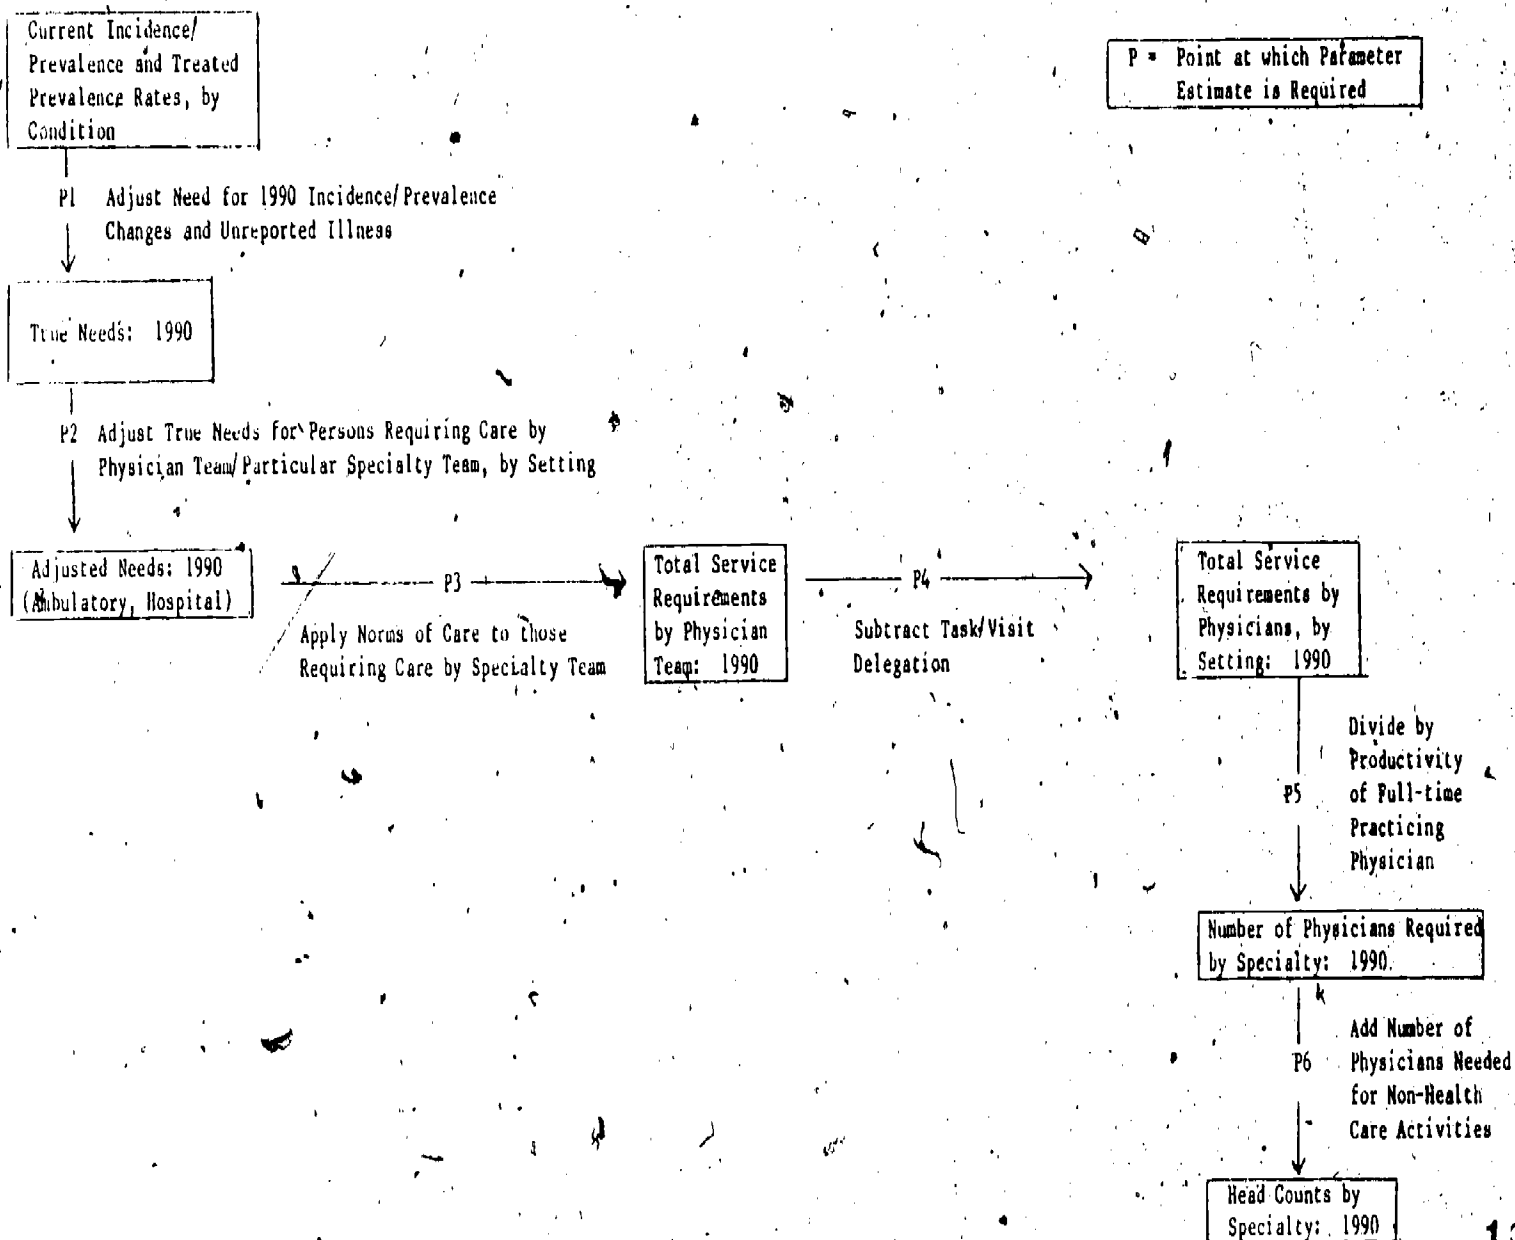 Current Incidence/
Prevalence and Treated
Prevalence Rates, by
Condition
P = Point at which Parameter
Estimate is Required
P1 Adjust Need for 1990 Incidence/Prevalence
Changes and Unreported Illness
True Needs: 1990
P2 Adjust True Needs for Persons Requiring Care by
Physician Team/Particular Specialty Team, by Setting
Adjusted Needs: 1990
(Ambulatory, Hospital)
P3
Apply Norms of Care to those
Requiring Care by Specialty Team
Total Service
Requirements
by Physician
Team: 1990
P4
Subtract Task/Visit
Delegation
Total Service
Requirements by
Physicians, by
Setting: 1990
P5
Divide by
Productivity
of Full-time
Practicing
Physician
Number of Physicians Required
by Specialty: 1990
P6
Add Number of
Physicians Needed
for Non-Health
Care Activities
Head Counts by
Specialty: 1990